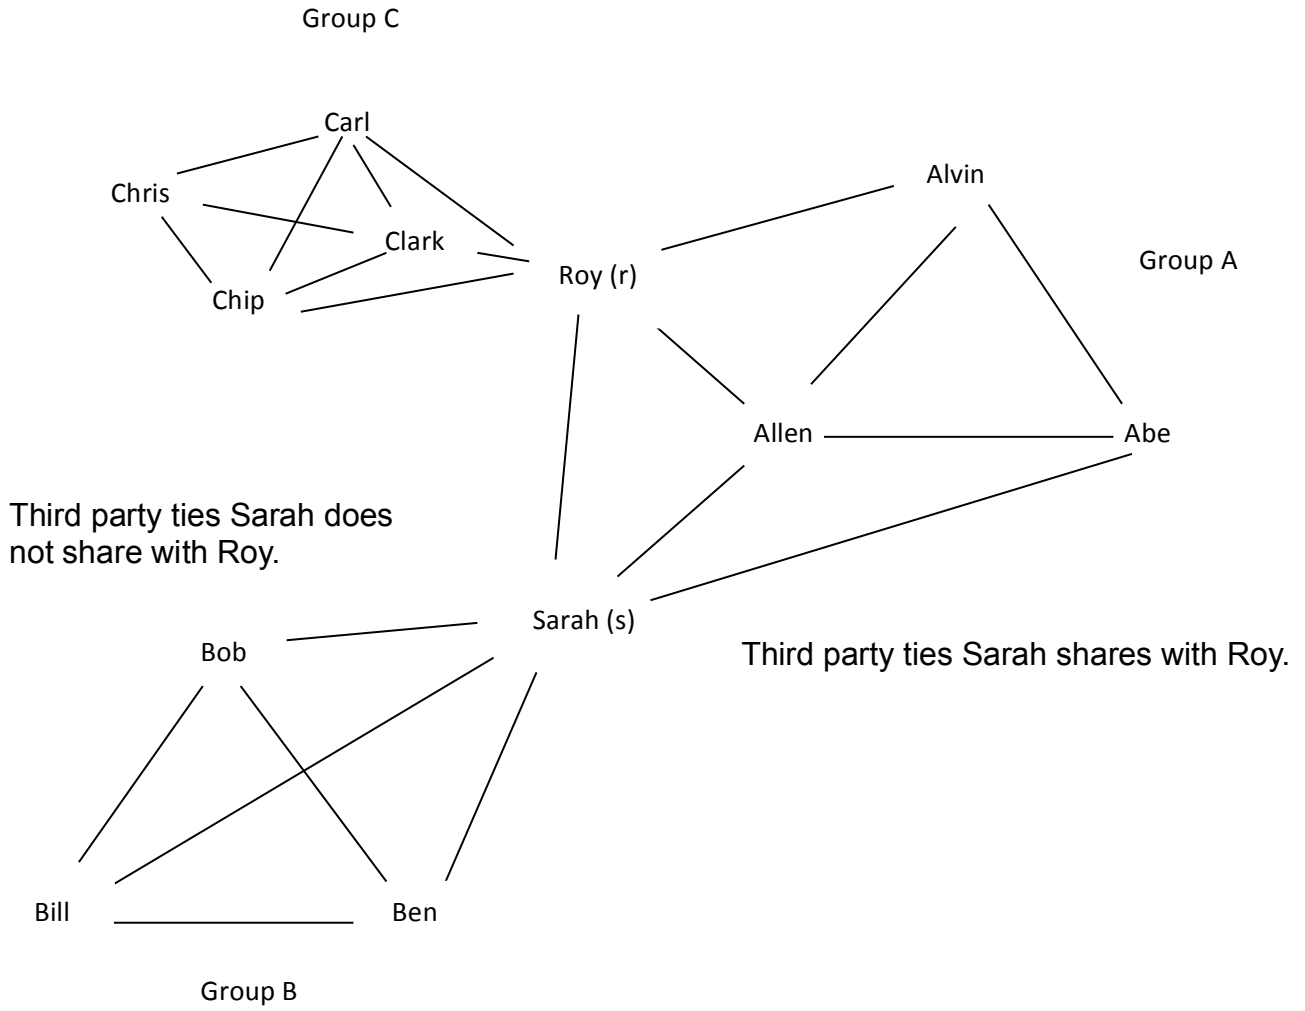 Group C
Carl
Alvin
Chris
Clark
Group A
Roy (r)
Chip
Allen
Abe
Third party ties Sarah does
not share with Roy.
Sarah (s)
Bob
Third party ties Sarah shares with Roy.
Bill
Ben
Group B